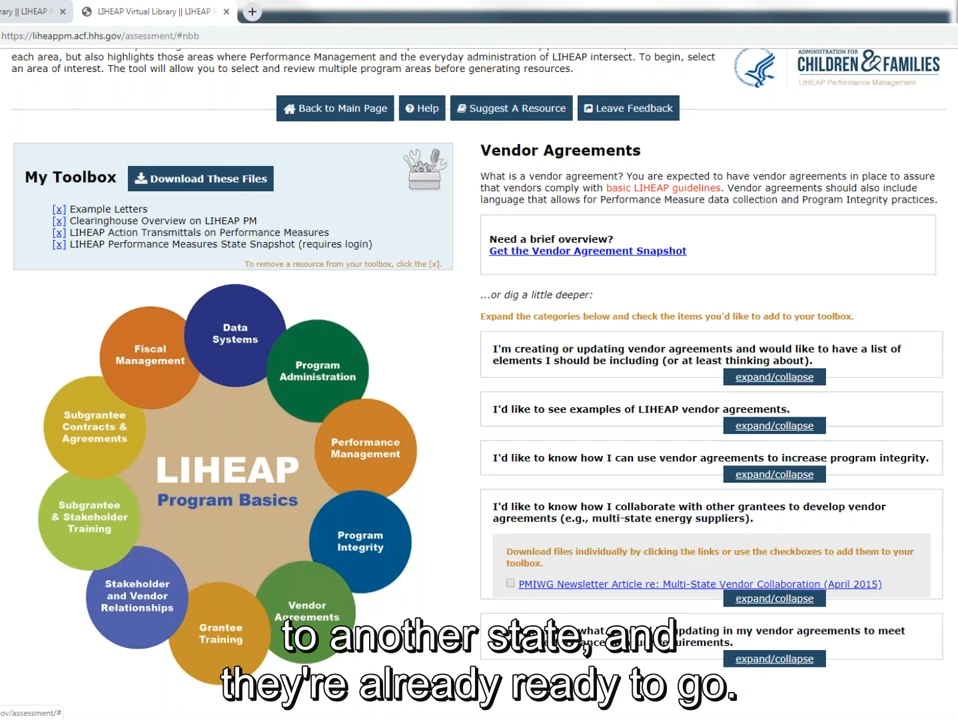 rary || LIHEAP P
LIHEAP Virtual Library || LIHEAP P
https://liheappm.acf.hhs.gov/assessment/#nbb
each area, but also highlights those areas where Performance Management and the everyday administration of LIHEAP intersect. To begin, select
an area of interest. The tool will allow you to select and review multiple program areas before generating resources.
ADMINISTRATION FOR
CHILDREN & FAMILIES
LIHEAP Performance Management
Back to Main Page
Help
Suggest A Resource
Leave Feedback
My Toolbox
Download These Files
[x] Example Letters
[x] Clearinghouse Overview on LIHEAP PM
[x] LIHEAP Action Transmittals on Performance Measures
[x] LIHEAP Performance Measures State Snapshot (requires login)
To remove a resource from your toolbox, click the [x].
Data
Systems
Program
Administration
Performance
Management
Program
Integrity
Vendor
Agreements
Grantee
Training
Stakeholder
and Vendor
Relationships
Subgrantee
& Stakeholder
Training
Subgrantee
Contracts &
Agreements
Fiscal
Management
LIHEAP
Program Basics
Vendor Agreements
What is a vendor agreement? You are expected to have vendor agreements in place to assure
that vendors comply with basic LIHEAP guidelines. Vendor agreements should also include
language that allows for Performance Measure data collection and Program Integrity practices.
Need a brief overview?
Get the Vendor Agreement Snapshot
...or dig a little deeper:
Expand the categories below and check the items you'd like to add to your toolbox.
I'm creating or updating vendor agreements and would like to have a list of
elements I should be including (or at least thinking about).
expand/collapse
I'd like to see examples of LIHEAP vendor agreements.
expand/collapse
I'd like to know how I can use vendor agreements to increase program integrity.
expand/collapse
I'd like to know how I collaborate with other grantees to develop vendor
agreements (e.g., multi-state energy suppliers).
Download files individually by clicking the links or use the checkboxes to add them to your
toolbox.
PMIWG Newsletter Article re: Multi-State Vendor Collaboration (April 2015)
expand/collapse
what updating in my vendor agreements to meet
expand/collapse
to another state, and
they're already ready to go.
ov/assessment/#